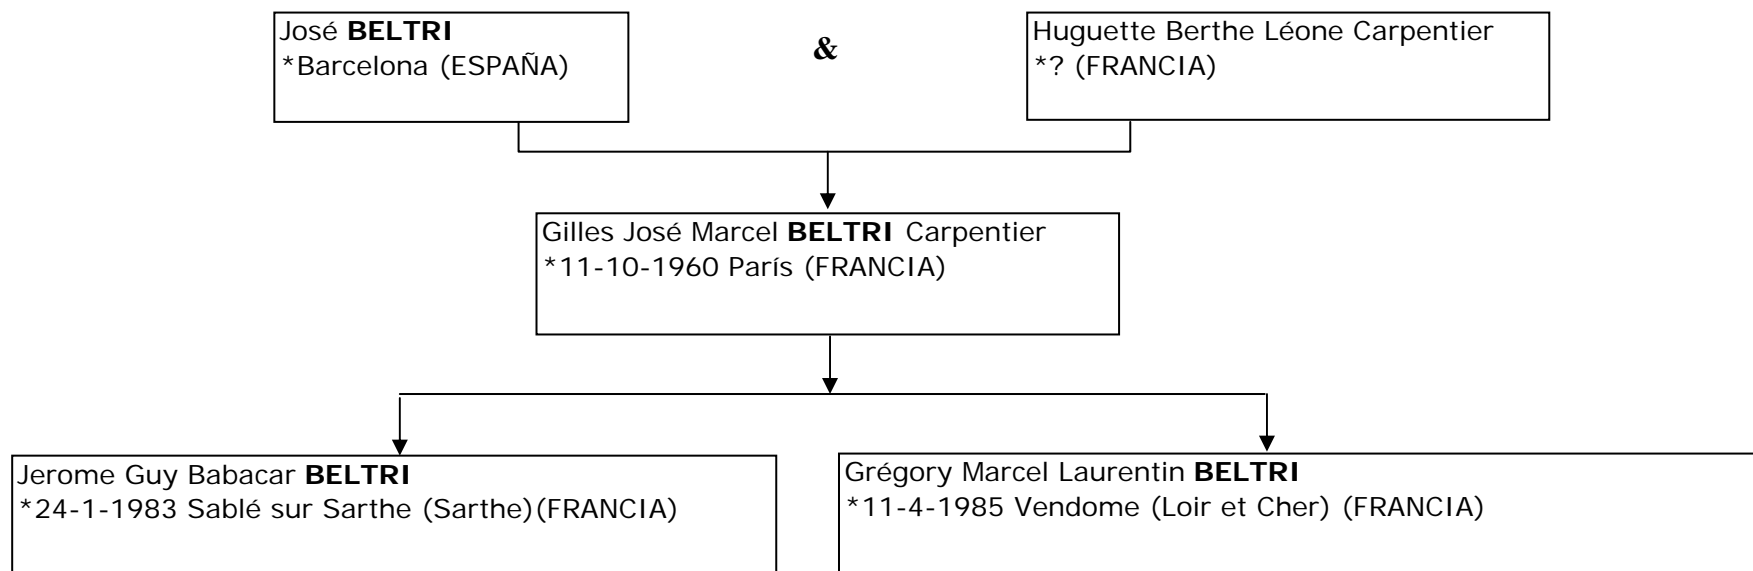 José BELTRI
*Barcelona (ESPAÑA)
&
Huguette Berthe Léone Carpentier
*? (FRANCIA)
Gilles José Marcel BELTRI Carpentier
*11-10-1960 París (FRANCIA)
Jerome Guy Babacar BELTRI
*24-1-1983 Sablé sur Sarthe (Sarthe)(FRANCIA)
Grégory Marcel Laurentin BELTRI
*11-4-1985 Vendome (Loir et Cher) (FRANCIA)